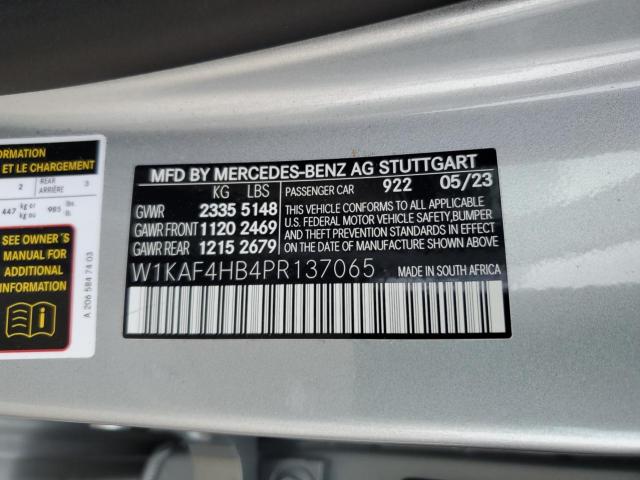 ORMATION
ET LE CHARGEMENT
2 REAR ARRIÈRE 3
447 kg or kg ou 985 lbs. lb.
SEE OWNER´S
MANUAL FOR
ADDITIONAL
INFORMATION
A 206 584 74 03
MFD BY MERCEDES-BENZ AG STUTTGART
KG LBS PASSENGER CAR 922 05/23
GVWR 2335 5148
GAWR FRONT 1120 2469
GAWR REAR 1215 2679
THIS VEHICLE CONFORMS TO ALL APPLICABLE
U.S. FEDERAL MOTOR VEHICLE SAFETY, BUMPER
AND THEFT PREVENTION STANDARDS IN EFFECT
ON THE DATE OF MANUFACTURE SHOWN ABOVE.
W1KAF4HB4PR137065 MADE IN SOUTH AFRICA